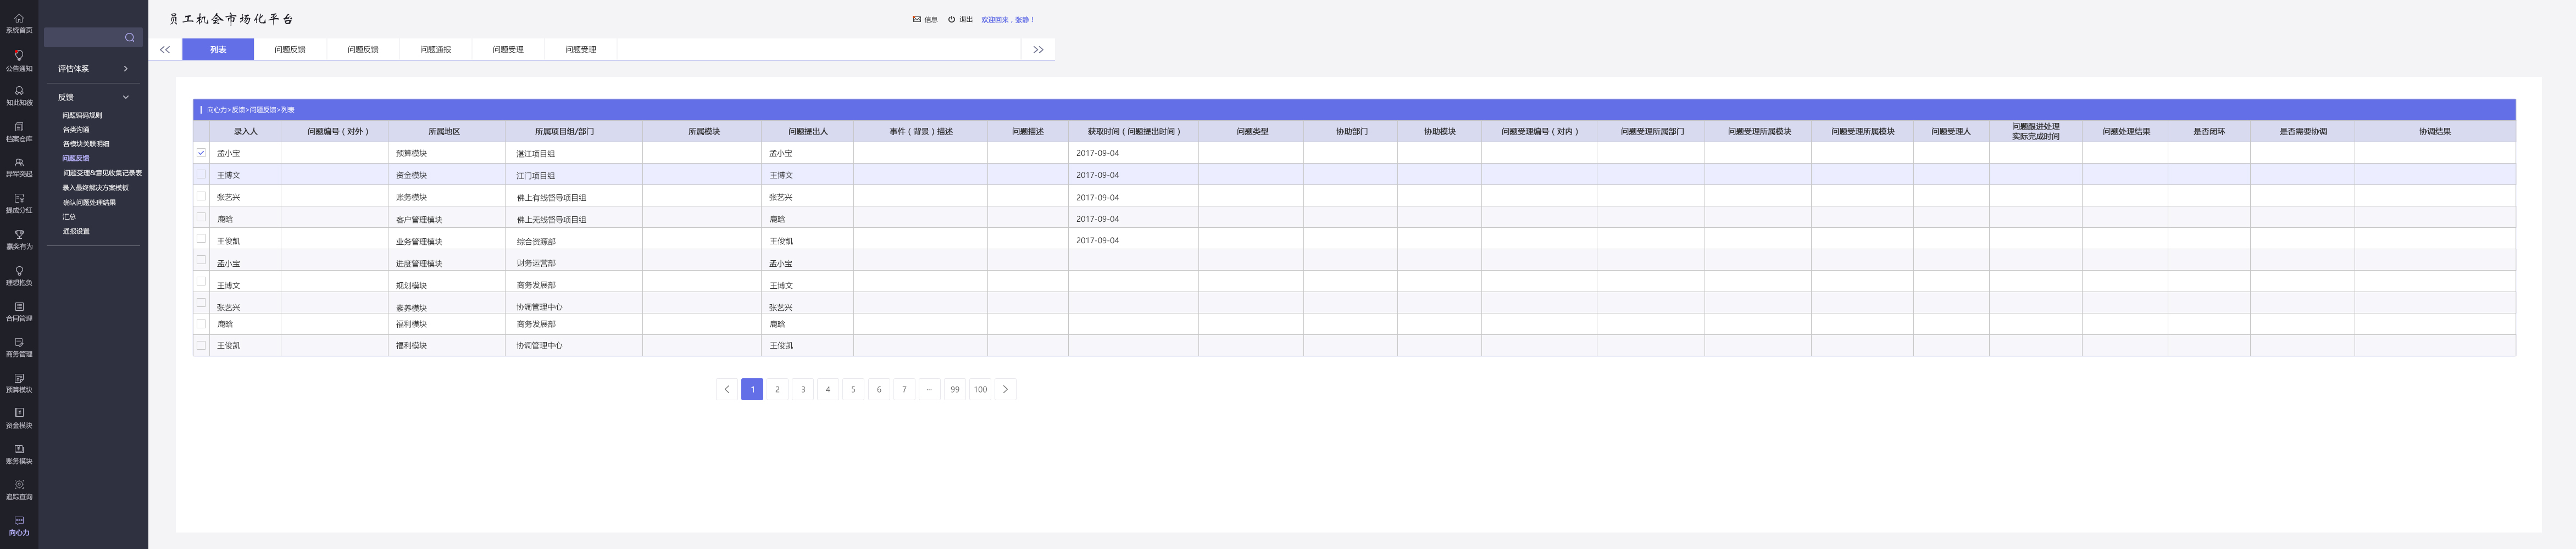 系统首页
公告通知
知此知彼
档案仓库
异军突起
提成分红
嘉奖有为
理想抱负
合同管理
商务管理
预算模块
资金模块
账务模块
追踪查询
向心力
评估体系
反馈
问题编码规则
各类沟通
各模块关联明细
问题反馈
问题受理&意见收集记录表
录入最终解决方案模板
确认问题处理结果
汇总
通报设置
员工机会市场化平台
信息 退出 欢迎回来，张静！
列表 问题反馈 问题反馈 问题通报 问题受理 问题受理
向心力>反馈>问题反馈>列表
录入人 问题编号（对外） 所属地区 所属项目组/部门 所属模块 问题提出人 事件（背景）描述 问题描述 获取时间（问题提出时间） 问题类型 协助部门 协助模块 问题受理编号（对内） 问题受理所属部门 问题受理所属模块 问题受理所属模块 问题受理人 问题跟进处理 问题处理结果 是否闭环 是否需要协调 协调结果
实际完成时间
孟小宝 预算模块 湛江项目组 孟小宝 2017-09-04
王博文 资金模块 江门项目组 王博文 2017-09-04
张艺兴 账务模块 佛上有线督导项目组 张艺兴 2017-09-04
鹿晗 客户管理模块 佛上无线督导项目组 鹿晗 2017-09-04
王俊凯 业务管理模块 综合资源部 王俊凯 2017-09-04
孟小宝 进度管理模块 财务运营部 孟小宝
王博文 规划模块 商务发展部 王博文
张艺兴 素养模块 协调管理中心 张艺兴
鹿晗 福利模块 商务发展部 鹿晗
王俊凯 福利模块 协调管理中心 王俊凯
1 2 3 4 5 6 7 ··· 99 100